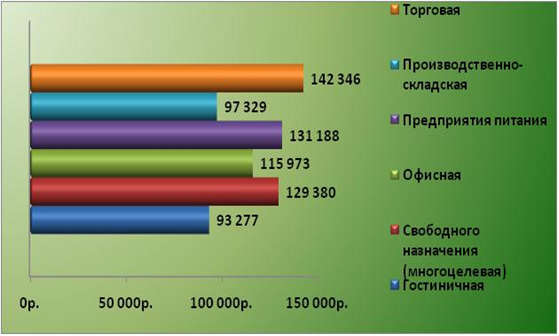 Торговая
142 346
Производственно-
складская
97 329
Предприятия питания
131 188
115 973
Офисная
129 380
Свободного
назначения
(многоцелевая)
93 277
Гостиничная
0р.
50 000р.
100 000р.
150 000р.